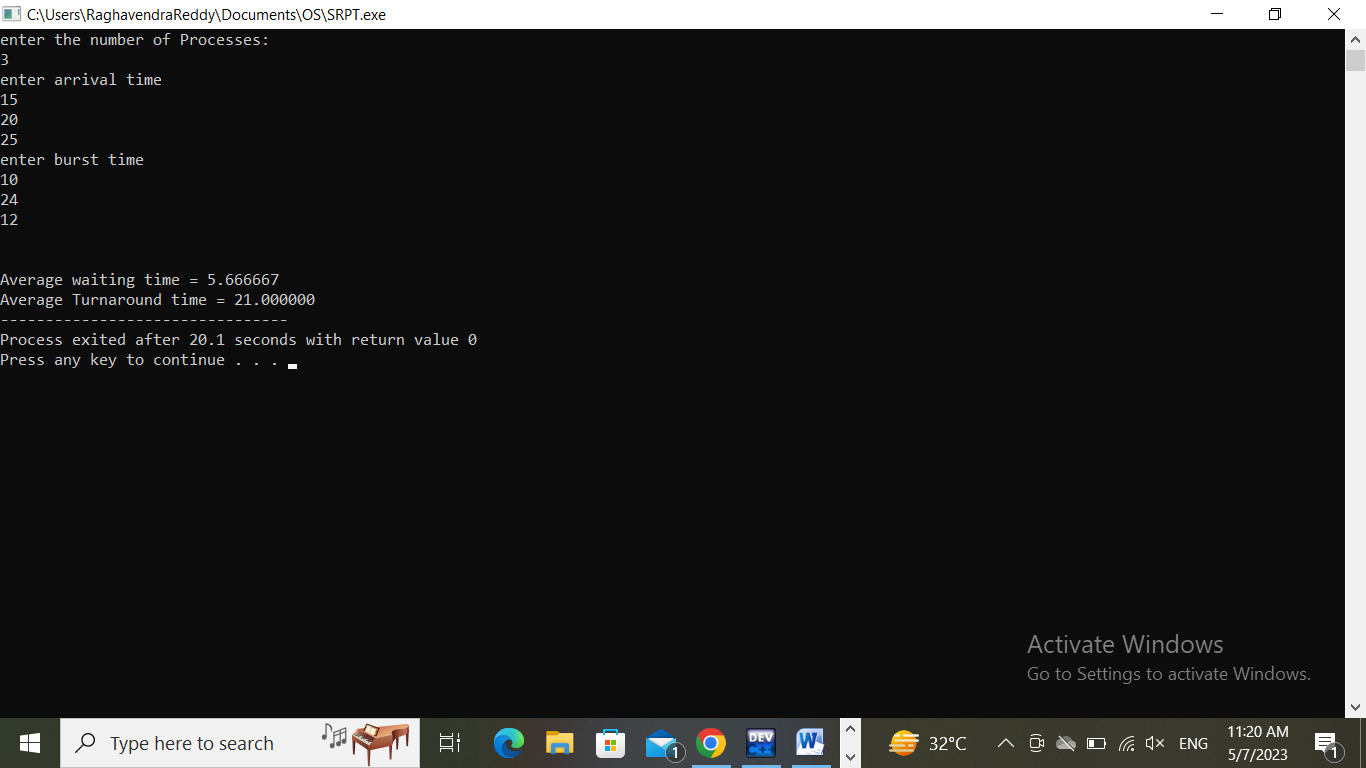 C:\Users\RaghavendraReddy\Documents\OS\SRPT.exe
enter the number of Processes:
3
enter arrival time
15
20
25
enter burst time
10
24
12
Average waiting time = 5.666667
Average Turnaround time = 21.000000
--------------------------------
Process exited after 20.1 seconds with return value 0
Press any key to continue . . .
Activate Windows
Go to Settings to activate Windows.
Type here to search
1
DEV
C++
W
32°C
ENG
11:20 AM
5/7/2023
1